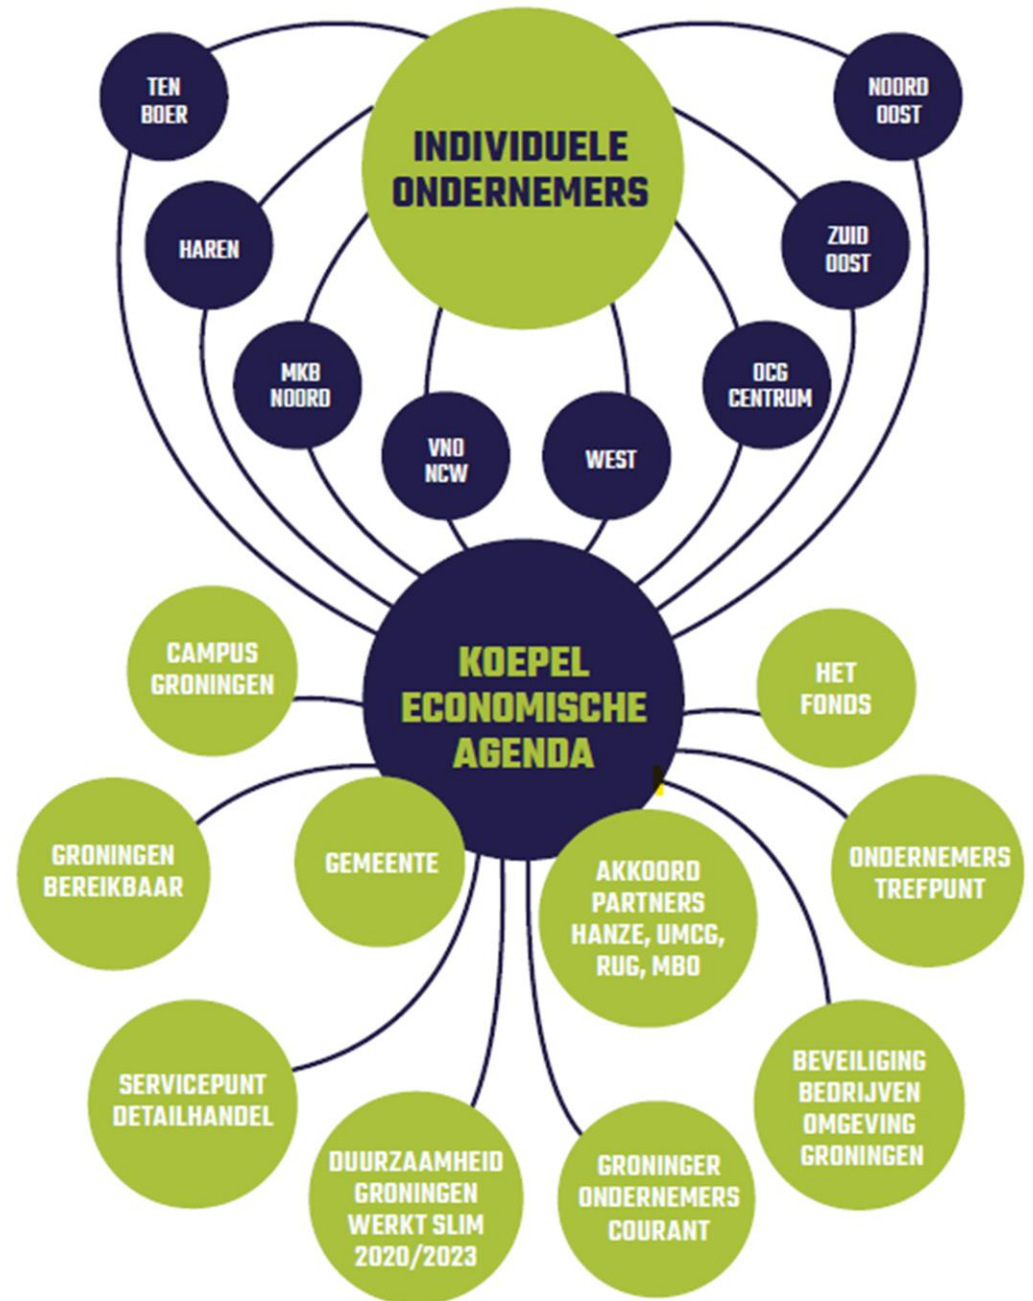 TEN
BOER
NOORD
OOST
INDIVIDUELE
ONDERNEMERS
HAREN
ZUID
OOST
MKB
NOORD
OCG
CENTRUM
VNO
NCW
WEST
KOEPEL
ECONOMISCHE
AGENDA
CAMPUS
GRONINGEN
HET
FONDS
GRONINGEN
BEREIKBAAR
GEMEENTE
AKKOORD
PARTNERS
HANZE, UMCG,
RUG, MBO
ONDERNEMERS
TREFPUNT
SERVICEPUNT
DETAILHANDEL
BEVEILIGING
BEDRIJVEN
OMGEVING
GRONINGEN
DUURZAAMHEID
GRONINGEN
WERKT SLIM
2020/2023
GRONINGER
ONDERNEMERS
COURANT